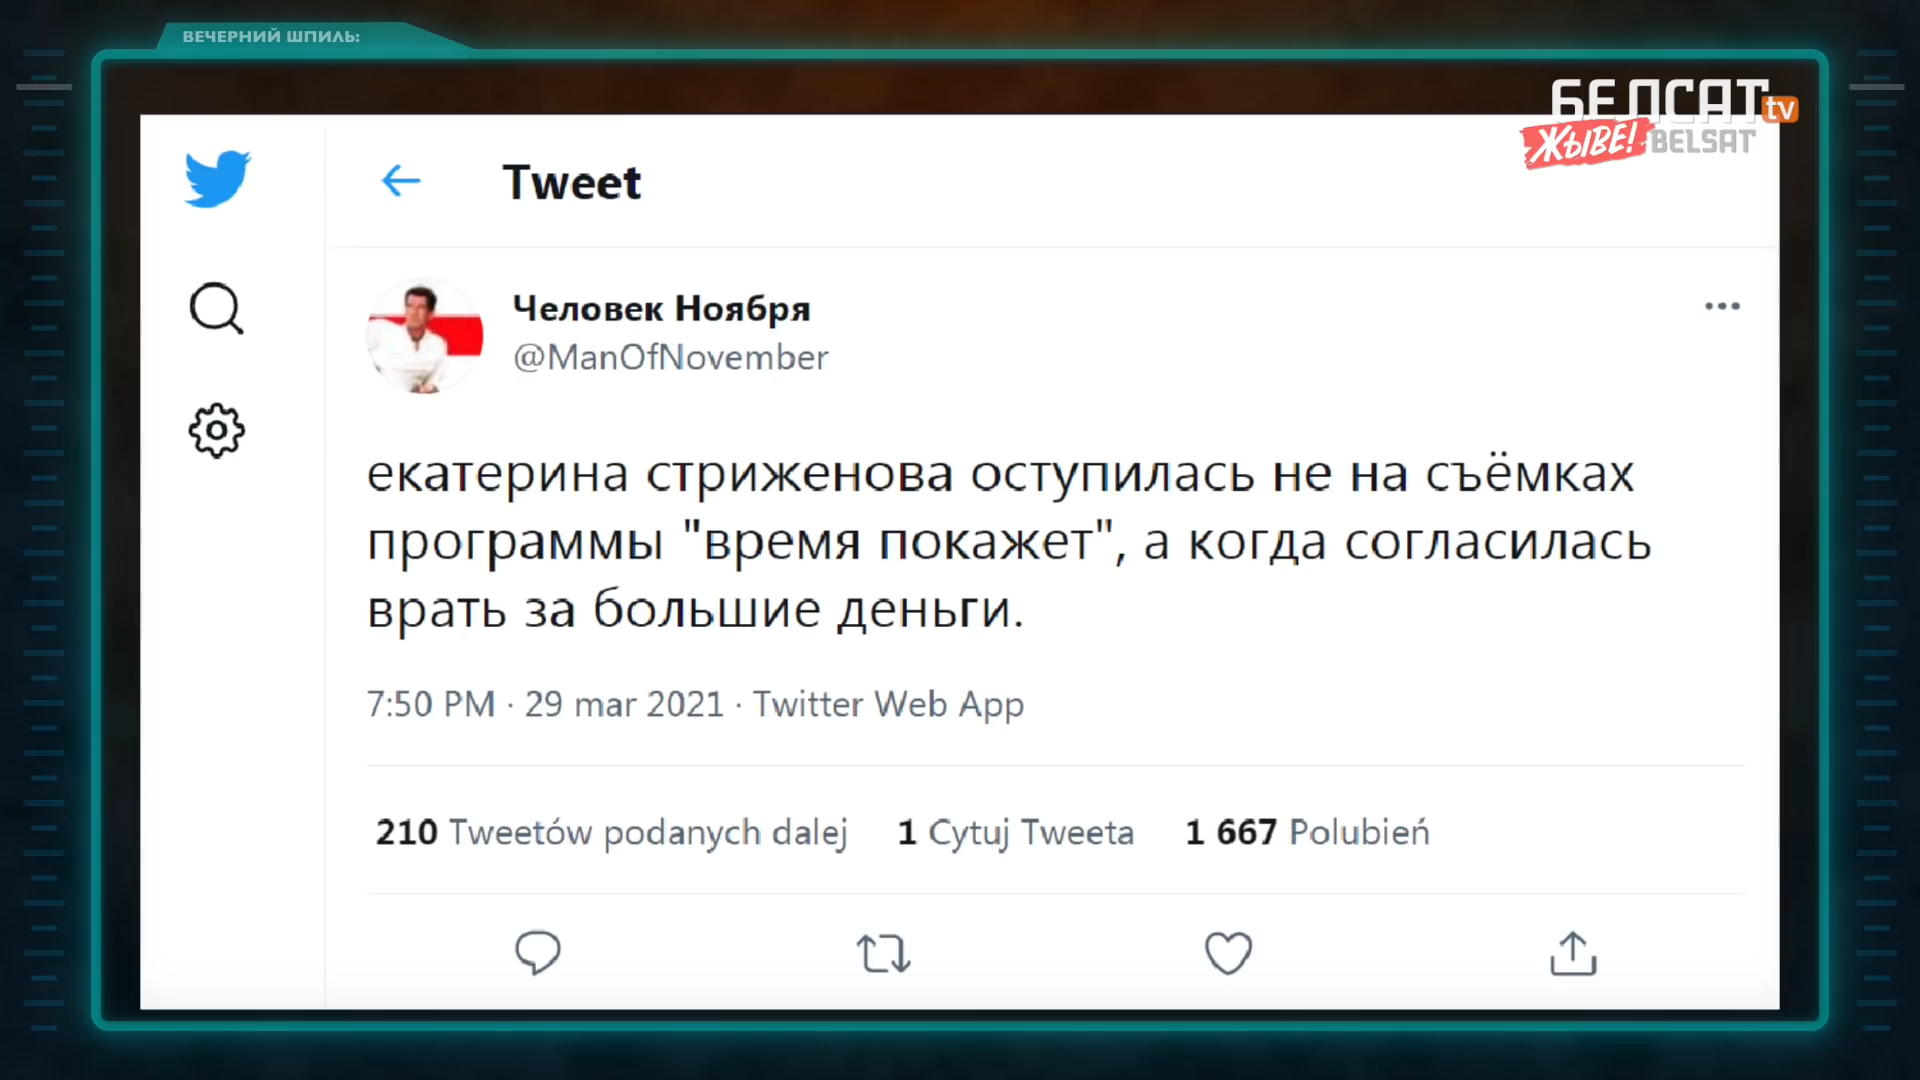 ВЕЧЕРНИЙ ШПИЛЬ:
БЕЛСАТ tv
ЖЫВЕ! BELSAT
Tweet
Человек Ноября
@ManOfNovember
екатерина стриженова оступилась не на съёмках
программы "время покажет", а когда согласилась
врать за большие деньги.
7:50 PM · 29 mar 2021 · Twitter Web App
210 Tweetów podanych dalej 1 Cytuj Tweeta 1 667 Polubień